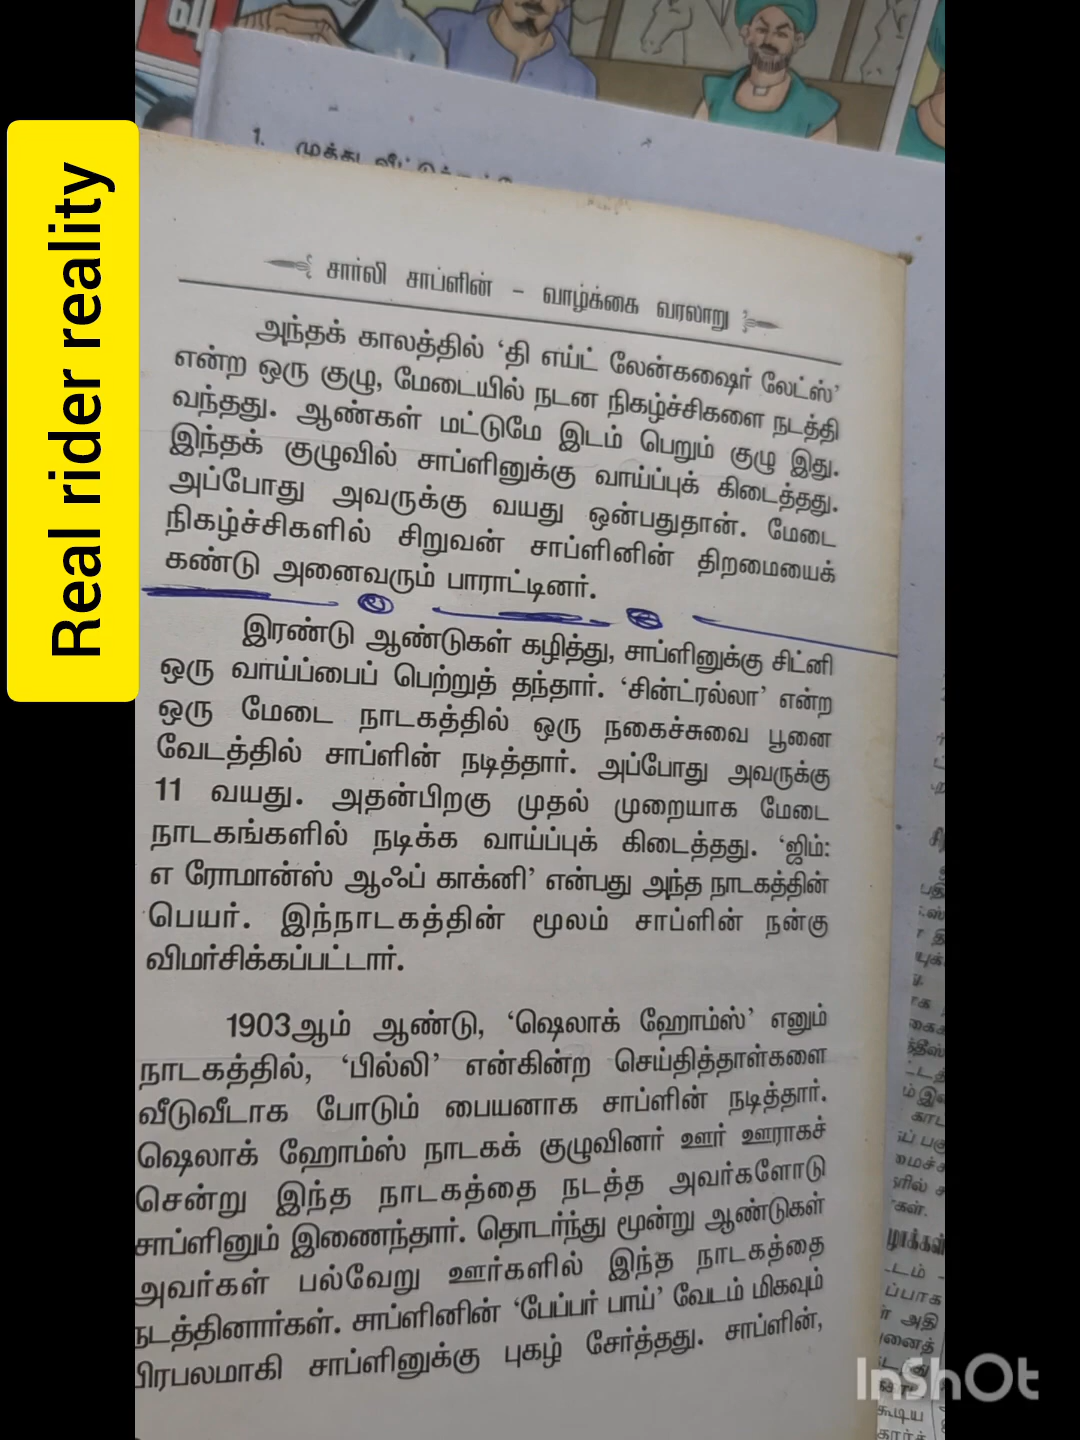 Real rider reality
1.
சார்லி சாப்ளின் - வாழ்க்கை வரலாறு
அந்தக் காலத்தில் ‘தி எய்ட் லேன்கஷைர் லேட்ஸ்’
என்ற ஒரு குழு, மேடையில் நடன நிகழ்ச்சிகளை நடத்தி
வந்தது. ஆண்கள் மட்டுமே இடம் பெறும் குழு இது.
இந்தக் குழுவில் சாப்ளினுக்கு வாய்ப்புக் கிடைத்தது.
அப்போது அவருக்கு வயது ஒன்பதுதான். மேடை
நிகழ்ச்சிகளில் சிறுவன் சாப்ளினின் திறமையைக்
கண்டு அனைவரும் பாராட்டினர்.
இரண்டு ஆண்டுகள் கழித்து, சாப்ளினுக்கு சிட்னி
ஒரு வாய்ப்பைப் பெற்றுத் தந்தார். ‘சின்ட்ரல்லா’ என்ற
ஒரு மேடை நாடகத்தில் ஒரு நகைச்சுவை பூனை
வேடத்தில் சாப்ளின் நடித்தார். அப்போது அவருக்கு
11 வயது. அதன்பிறகு முதல் முறையாக மேடை
நாடகங்களில் நடிக்க வாய்ப்புக் கிடைத்தது. ‘ஜிம்:
எ ரோமான்ஸ் ஆஃப் காக்னி’ என்பது அந்த நாடகத்தின்
பெயர். இந்நாடகத்தின் மூலம் சாப்ளின் நன்கு
விமர்சிக்கப்பட்டார்.
1903ஆம் ஆண்டு, ‘ஷெலாக் ஹோம்ஸ்’ எனும்
நாடகத்தில், ‘பில்லி’ என்கின்ற செய்தித்தாள்களை
வீடுவீடாக போடும் பையனாக சாப்ளின் நடித்தார்.
ஷெலாக் ஹோம்ஸ் நாடகக் குழுவினர் ஊர் ஊராகச்
சென்று இந்த நாடகத்தை நடத்த அவர்களோடு
சாப்ளினும் இணைந்தார். தொடர்ந்து மூன்று ஆண்டுகள்
அவர்கள் பல்வேறு ஊர்களில் இந்த நாடகத்தை
நடத்தினார்கள். சாப்ளினின் ‘பேப்பர் பாய்’ வேடம் மிகவும்
பிரபலமாகி சாப்ளினுக்கு புகழ் சேர்த்தது. சாப்ளின்,
InShOt